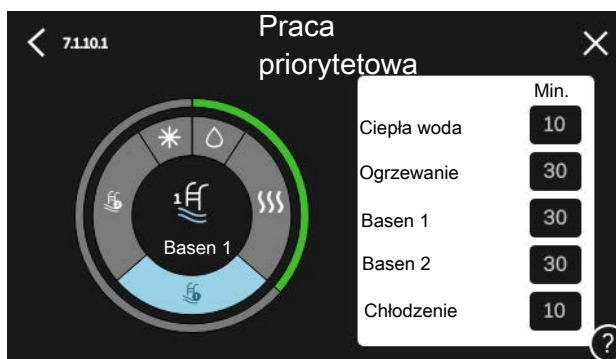 7.1.10.1
Praca
priorytetowa
Min.
Ciepła woda 10
Ogrzewanie 30
Basen 1 30
Basen 2 30
Chłodzenie 10
1
Basen 1
?